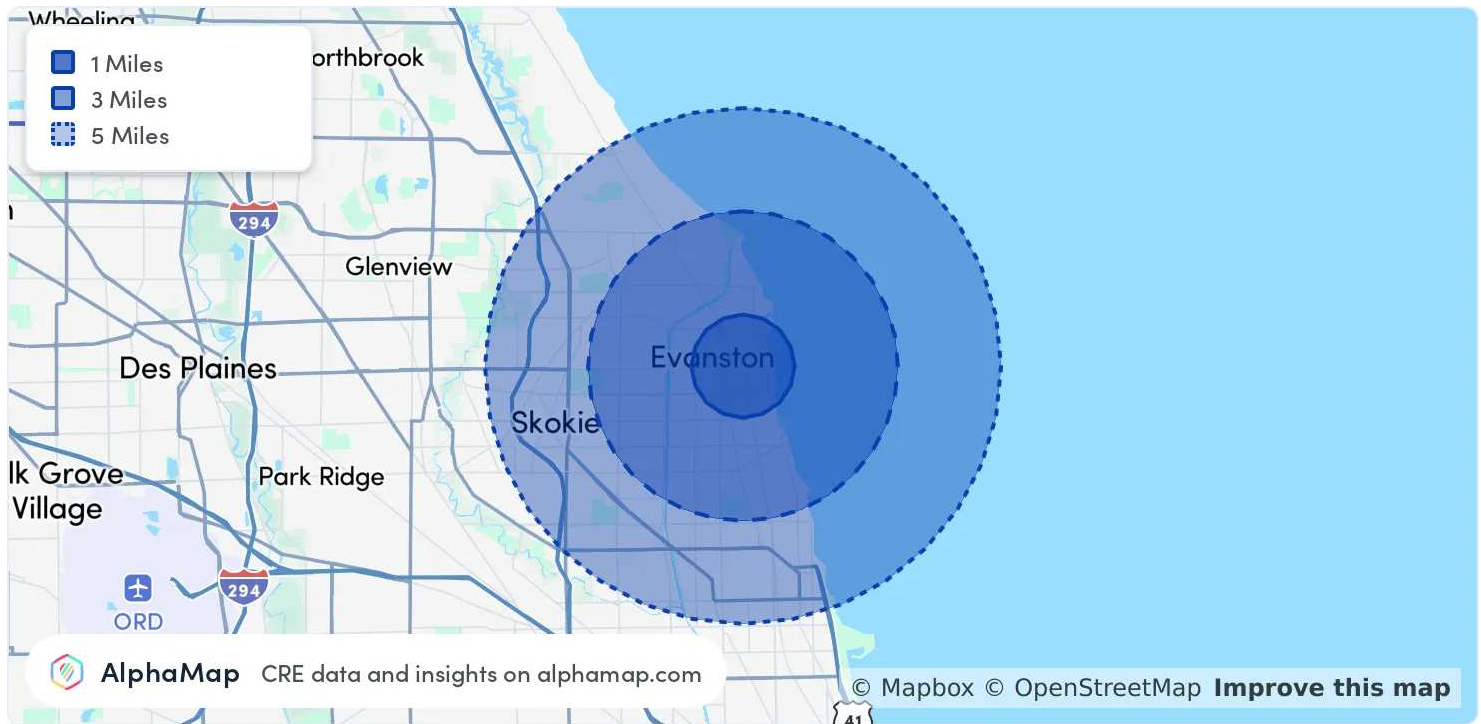 Wheeling
1 Miles
3 Miles
5 Miles
orthbrook
294
Glenview
Des Plaines
Evanston
Skokie
lk Grove
Village
Park Ridge
294
ORD
AlphaMap CRE data and insights on alphamap.com
© Mapbox © OpenStreetMap Improve this map
41